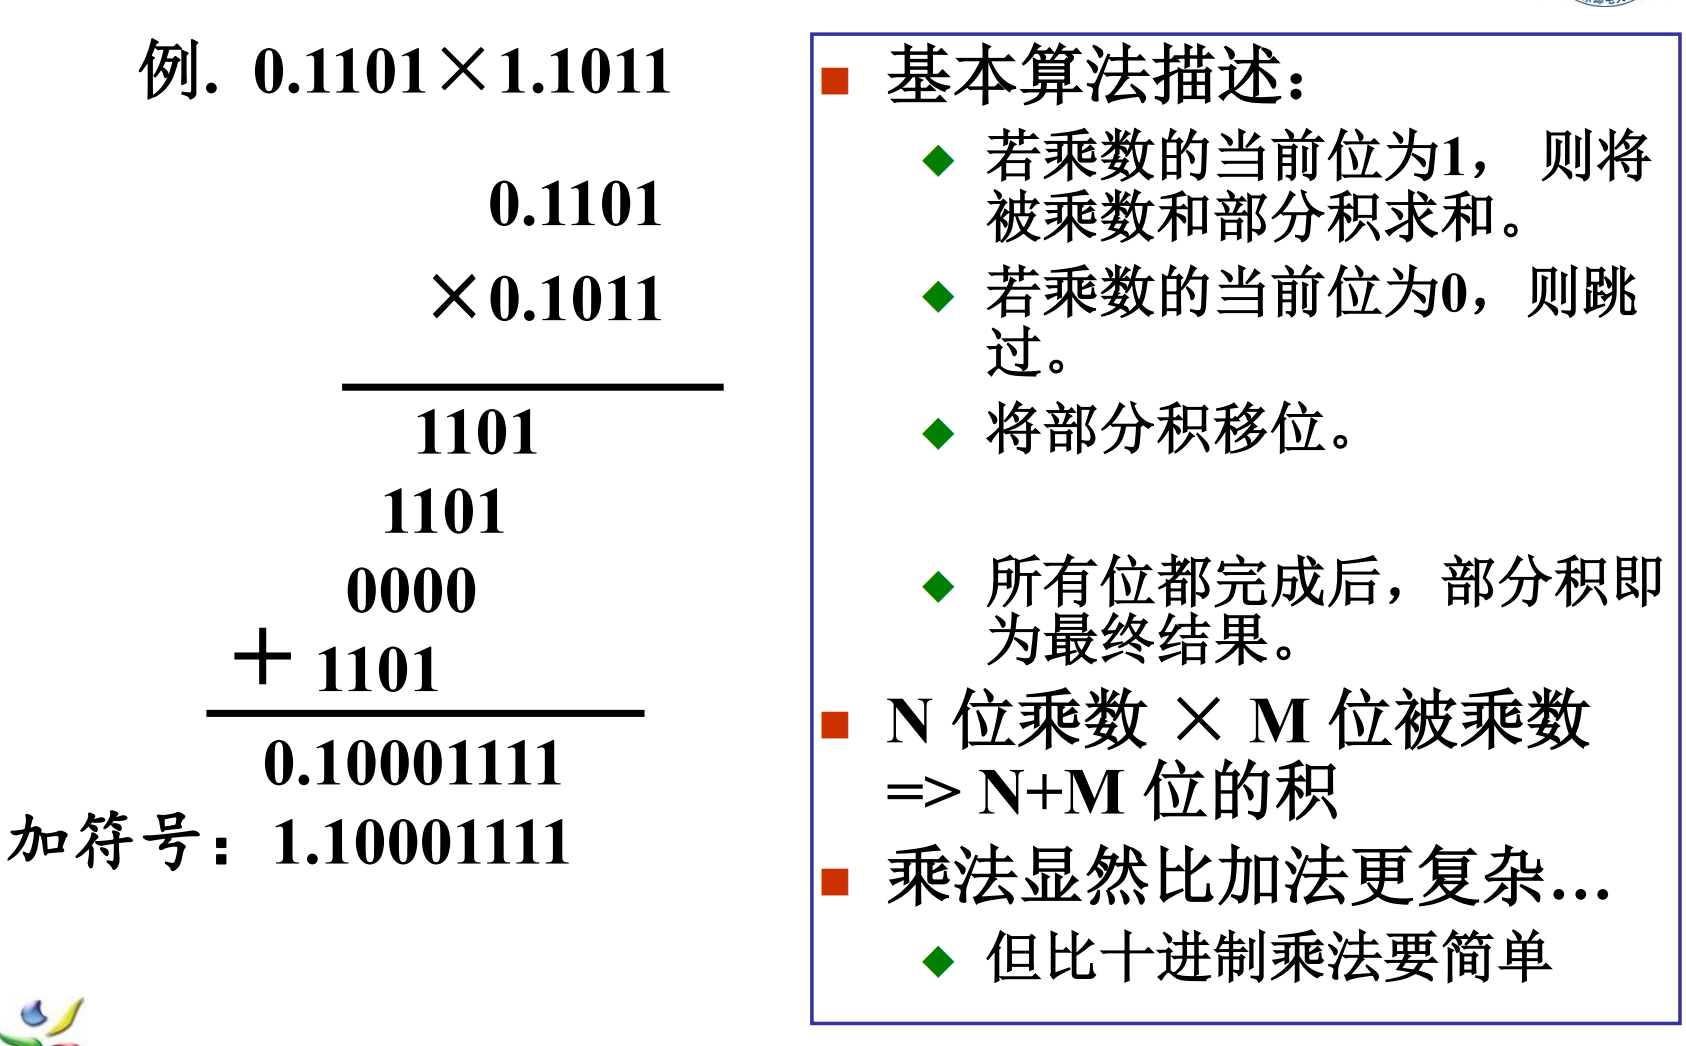 例. 0.1101×1.1011
0.1101
×0.1011
1101
1101
0000
+ 1101
0.10001111
加符号：1.10001111
基本算法描述：
若乘数的当前位为1， 则将
被乘数和部分积求和。
若乘数的当前位为0，则跳
过。
将部分积移位。
所有位都完成后，部分积即
为最终结果。
N 位乘数 × M 位被乘数
=> N+M 位的积
乘法显然比加法更复杂…
但比十进制乘法要简单